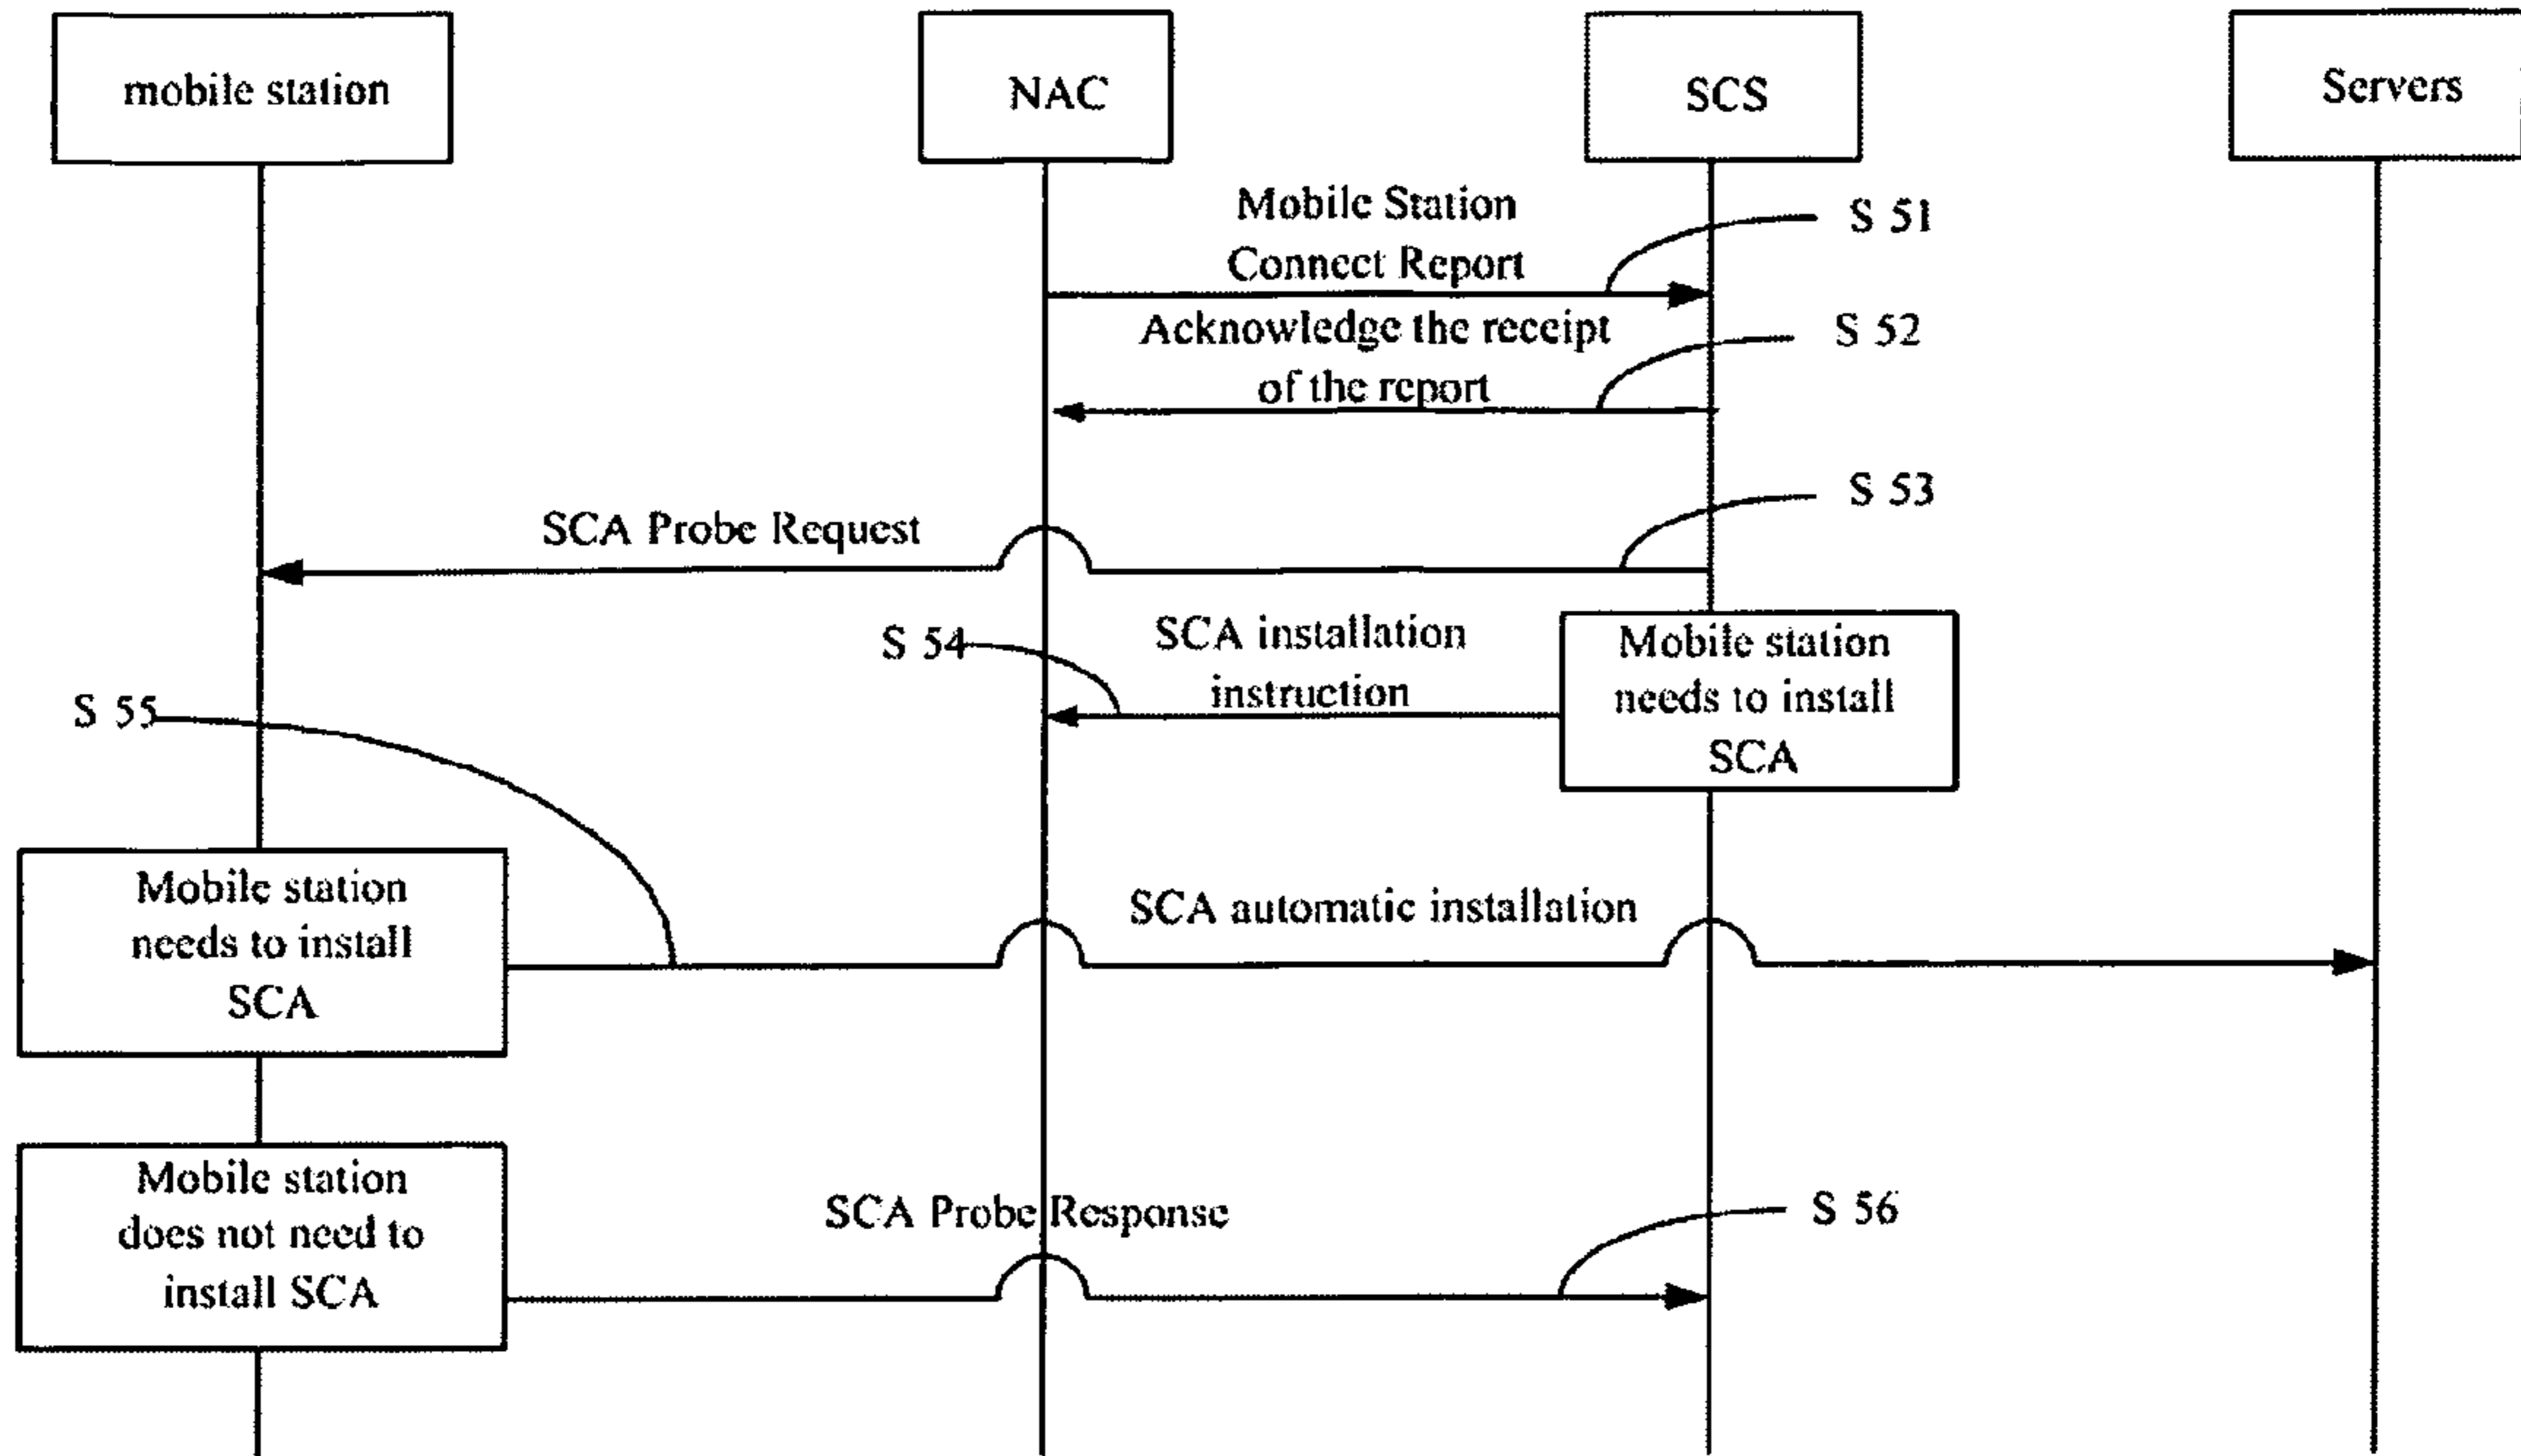 mobile station
NAC
SCS
Servers
Mobile Station
Connect Report
S 51
Acknowledge the receipt
of the report
S 52
SCA Probe Request
S 53
S 54
SCA installation
instruction
Mobile station
needs to install
SCA
S 55
Mobile station
needs to install
SCA
SCA automatic installation
Mobile station
does not need to
install SCA
SCA Probe Response
S 56